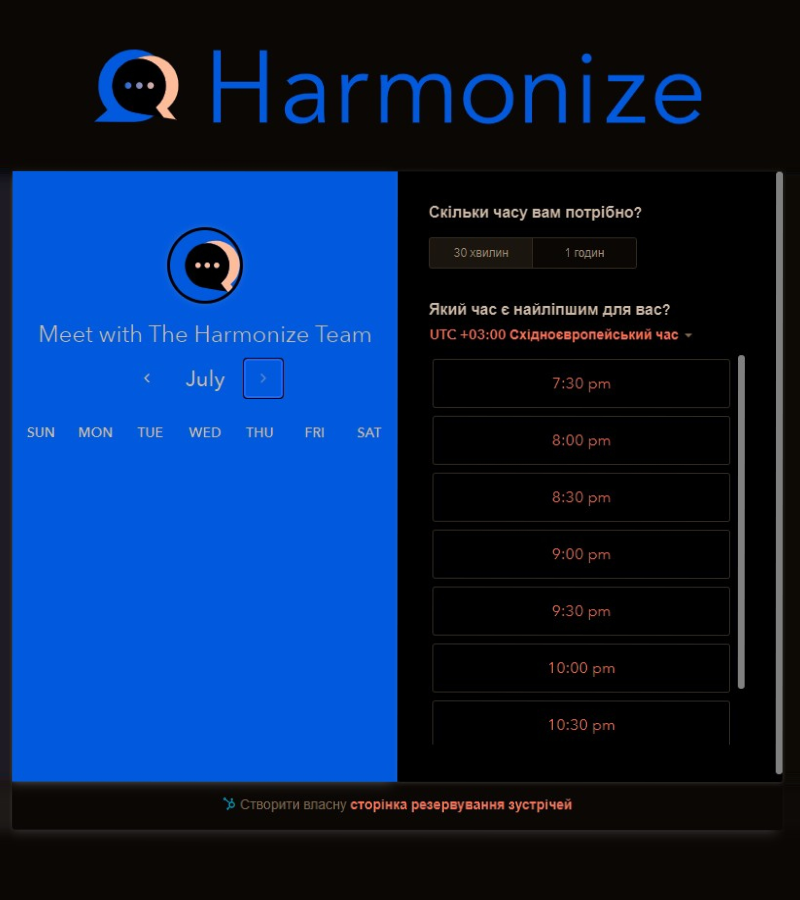 Harmonize
Meet with The Harmonize Team
July
SUN MON TUE WED THU FRI SAT
Скільки часу вам потрібно?
30 хвилин 1 годин
Який час є найліпшим для вас?
UTC +03:00 Східноєвропейський час
7:30 pm
8:00 pm
8:30 pm
9:00 pm
9:30 pm
10:00 pm
10:30 pm
Створити власну сторінка резервування зустрічей